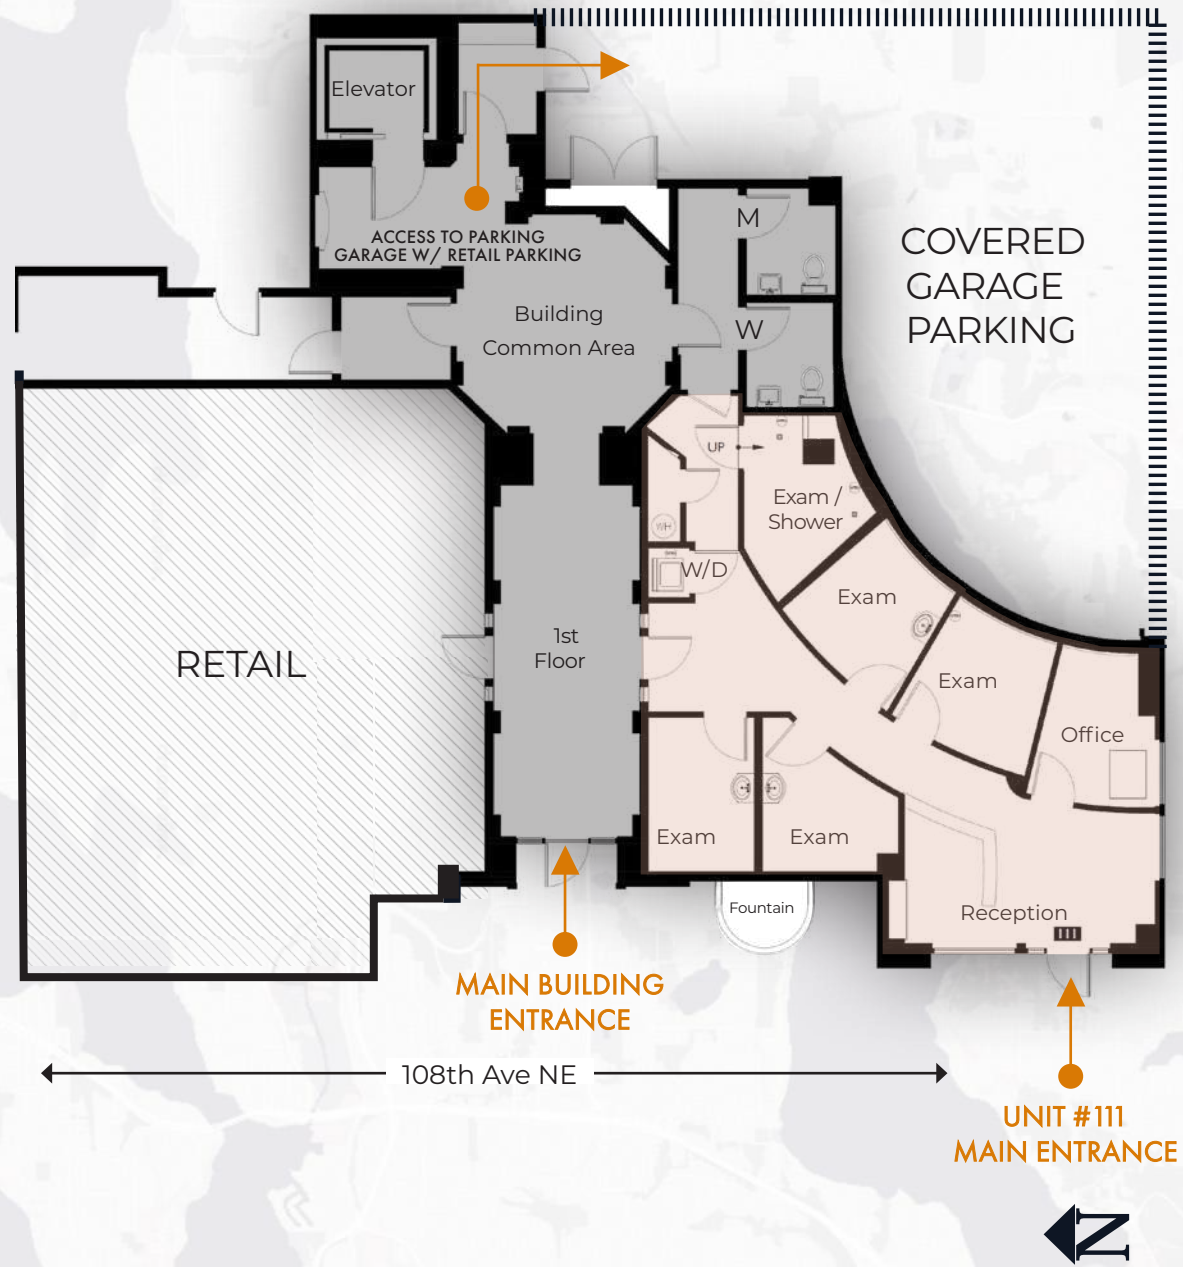 Elevator
ACCESS TO PARKING
GARAGE W/ RETAIL PARKING
M
COVERED
GARAGE
PARKING
Building
Common Area
W
UP
Exam /
Shower
WH
W/D
Exam
1st
Floor
RETAIL
Exam
Office
Exam
Exam
Fountain
Reception
111
MAIN BUILDING
ENTRANCE
108th Ave NE
UNIT #111
MAIN ENTRANCE
N